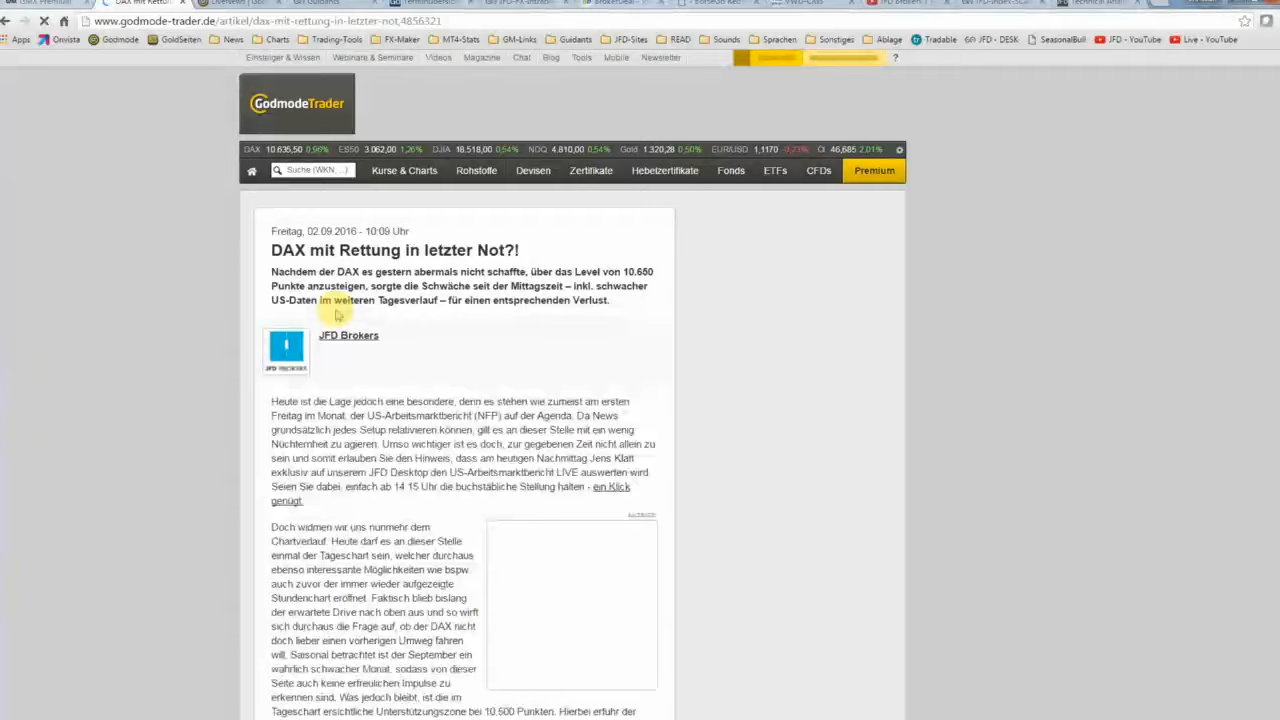 www.godmode-trader.de/artikel/dax-mit-rettung-in-letzter-not,4856321
Apps Onvista GodMode GoldSeiten News Charts Trading-Tools FX-Maker MT4-Stats GM-Links Guidants JFD-Sites READ Sounds Sprachen Sonstiges Ablage Tradable JFD - DESK SeasonalBull JFD - YouTube Live - YouTube
Einsteiger & Wissen Webinare & Seminare Videos Magazine Chat Blog Tools Mobile Newsletter ?
GodmodeTrader
DAX 10.635,50 0,96% ES50 3.062,00 1,26% DJIA 18.518,00 0,54% NDQ 4.810,00 0,54% Gold 1.320,28 0,50% EUR/USD 1,1170 -0,23% Öl 46,685 2,01%
Suche (WKN, ...) Kurse & Charts Rohstoffe Devisen Zertifikate Hebelzertifikate Fonds ETFs CFDs Premium
Freitag, 02.09.2016 - 10:09 Uhr
DAX mit Rettung in letzter Not?!
Nachdem der DAX es gestern abermals nicht schaffte, über das Level von 10.650
Punkte anzusteigen, sorgte die Schwäche seit der Mittagszeit – inkl. schwacher
US-Daten im weiteren Tagesverlauf – für einen entsprechenden Verlust.
JFD Brokers
JFD BROKERS
Heute ist die Lage jedoch eine besondere, denn es stehen wie zumeist am ersten
Freitag im Monat, der US-Arbeitsmarktbericht (NFP) auf der Agenda. Da News
grundsätzlich jedes Setup relativieren können, gilt es an dieser Stelle mit ein wenig
Nüchternheit zu agieren. Umso wichtiger ist es doch, zur gegebenen Zeit nicht allein zu
sein und somit erlauben Sie den Hinweis, dass am heutigen Nachmittag Jens Klatt
exklusiv auf unserem JFD Desktop den US-Arbeitsmarktbericht LIVE auswerten wird.
Seien Sie dabei, einfach ab 14:15 Uhr die buchstäbliche Stellung halten - ein Klick
genügt.
Doch widmen wir uns nunmehr dem
Chartverlauf. Heute darf es an dieser Stelle
einmal der Tageschart sein, welcher durchaus
ebenso interessante Möglichkeiten wie bspw.
auch zuvor der immer wieder aufgezeigte
Stundenchart eröffnet. Faktisch blieb bislang
der erwartete Drive nach oben aus und so wirft
sich durchaus die Frage auf, ob der DAX nicht
doch lieber einen vorherigen Umweg fahren
will. Saisonal betrachtet ist der September ein
wahrlich schwacher Monat, sodass von dieser
Seite auch keine erfreulichen Impulse zu
erkennen sind. Was jedoch bleibt, ist die im
Tageschart ersichtliche Unterstützungszone bei 10.500 Punkten. Hierbei erfuhr der